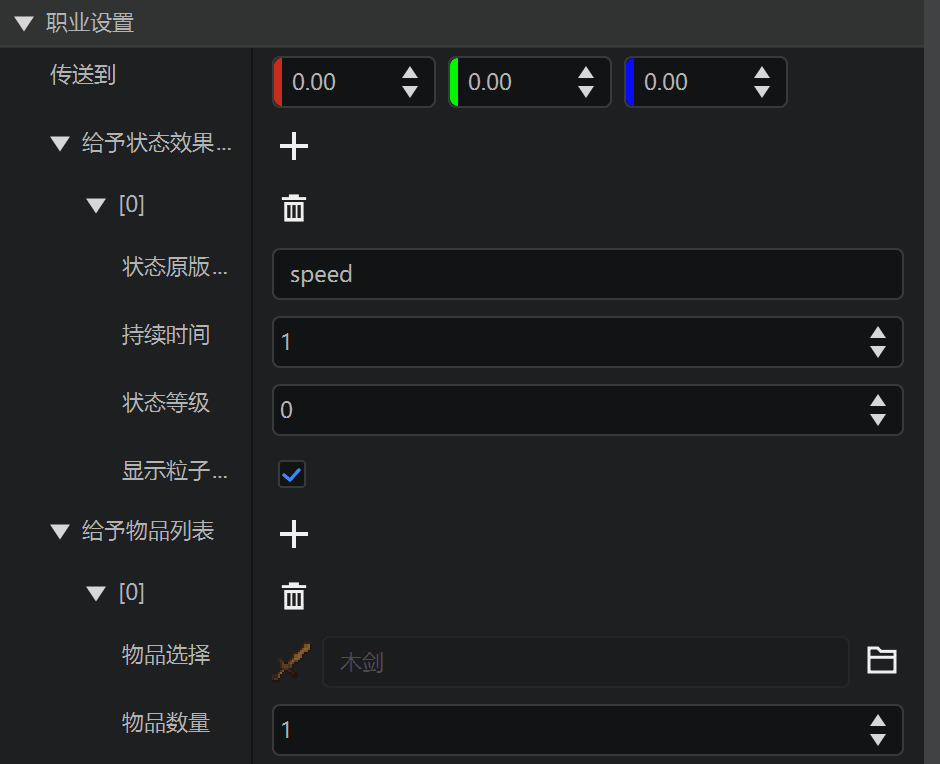 职业设置
传送到 0.00 0.00 0.00
给予状态效果...
[0]
状态原版... speed
持续时间 1
状态等级 0
显示粒子...
给予物品列表
[0]
物品选择 木剑
物品数量 1